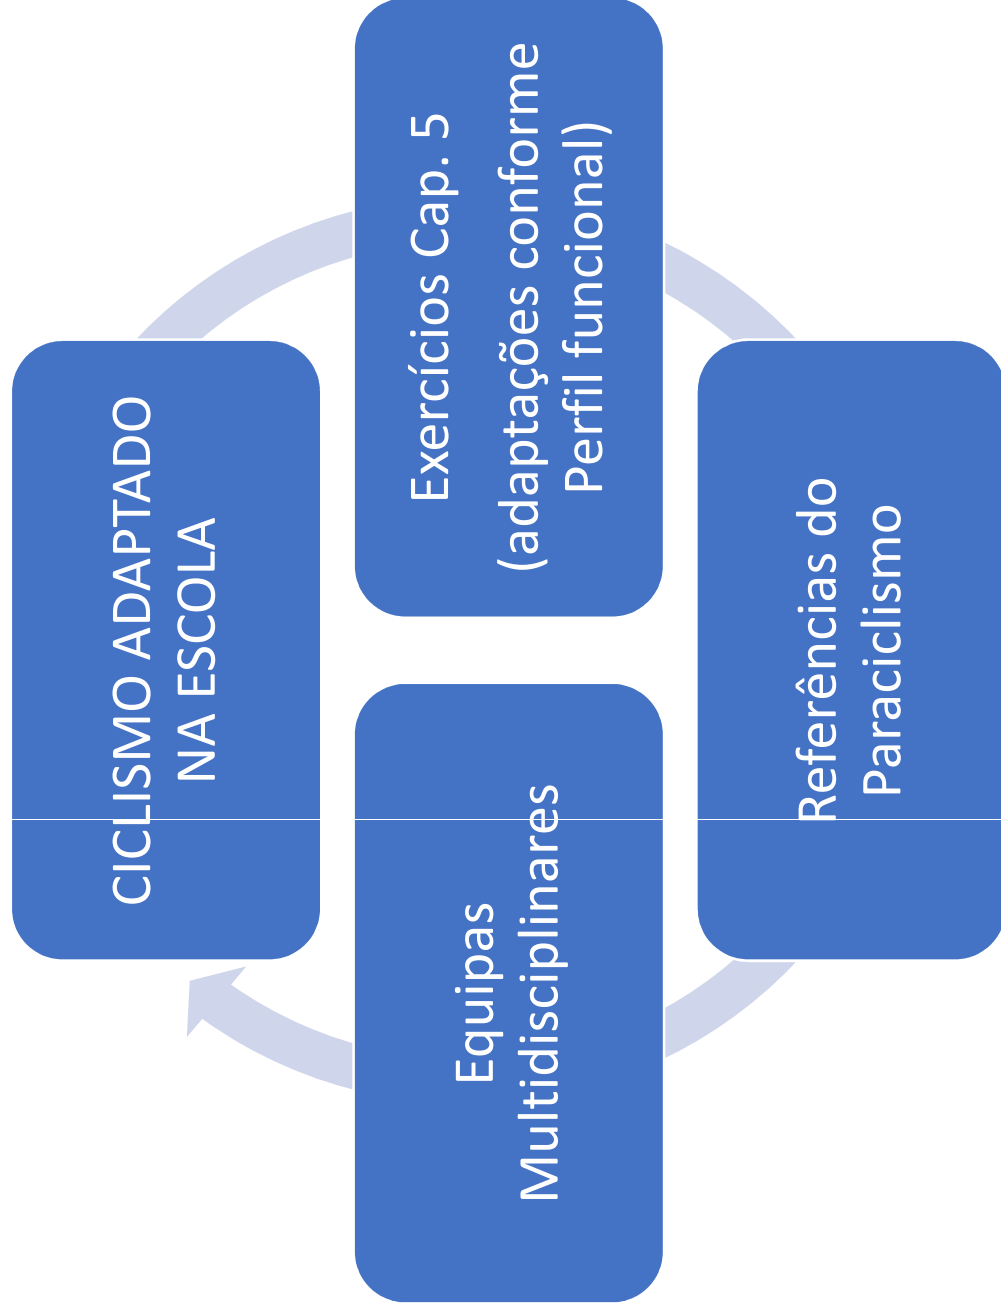 CICLISMO ADAPTADO
NA ESCOLA
Exercícios Cap. 5
(adaptações conforme
Perfil funcional)
Referências do
Paraciclismo
Equipas
Multidisciplinares